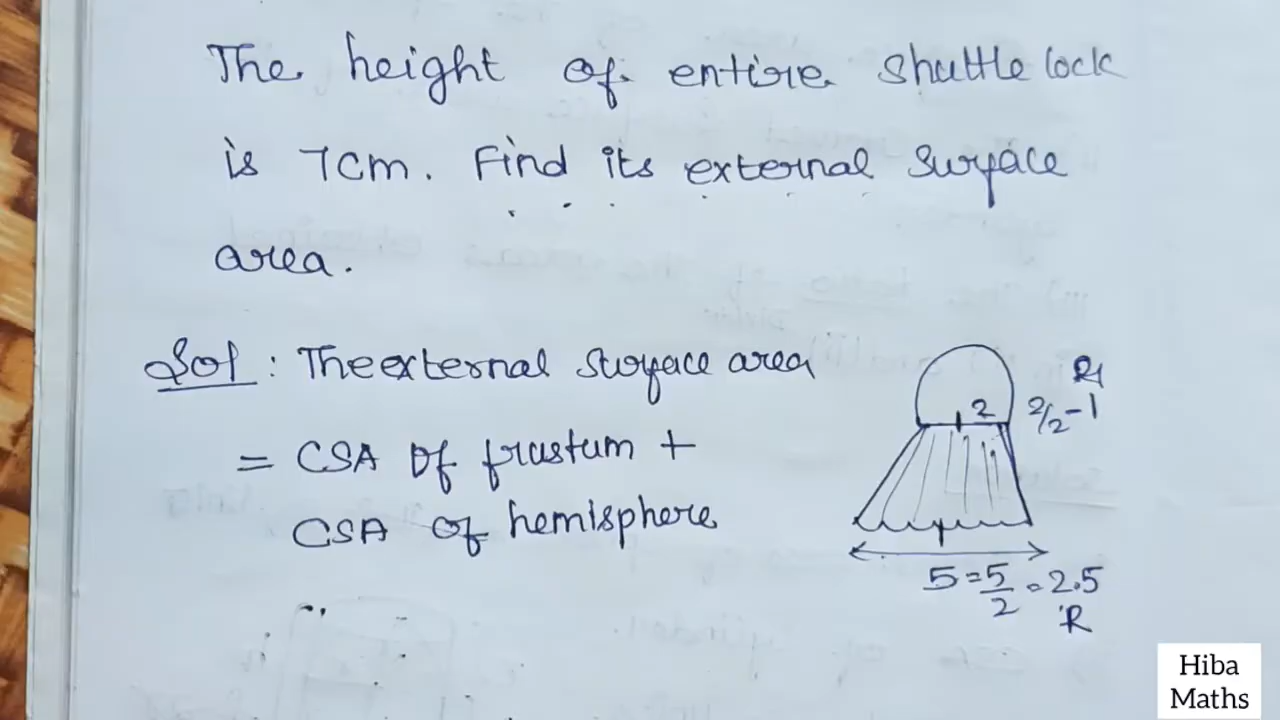 The height of entire shuttle cock
is 7cm. Find its external surface
area.
Sol : The external surface area
= CSA of frustum +
CSA of hemisphere
2
R1
2/2 - 1
5 = 5/2 = 2.5
R
Hiba
Maths